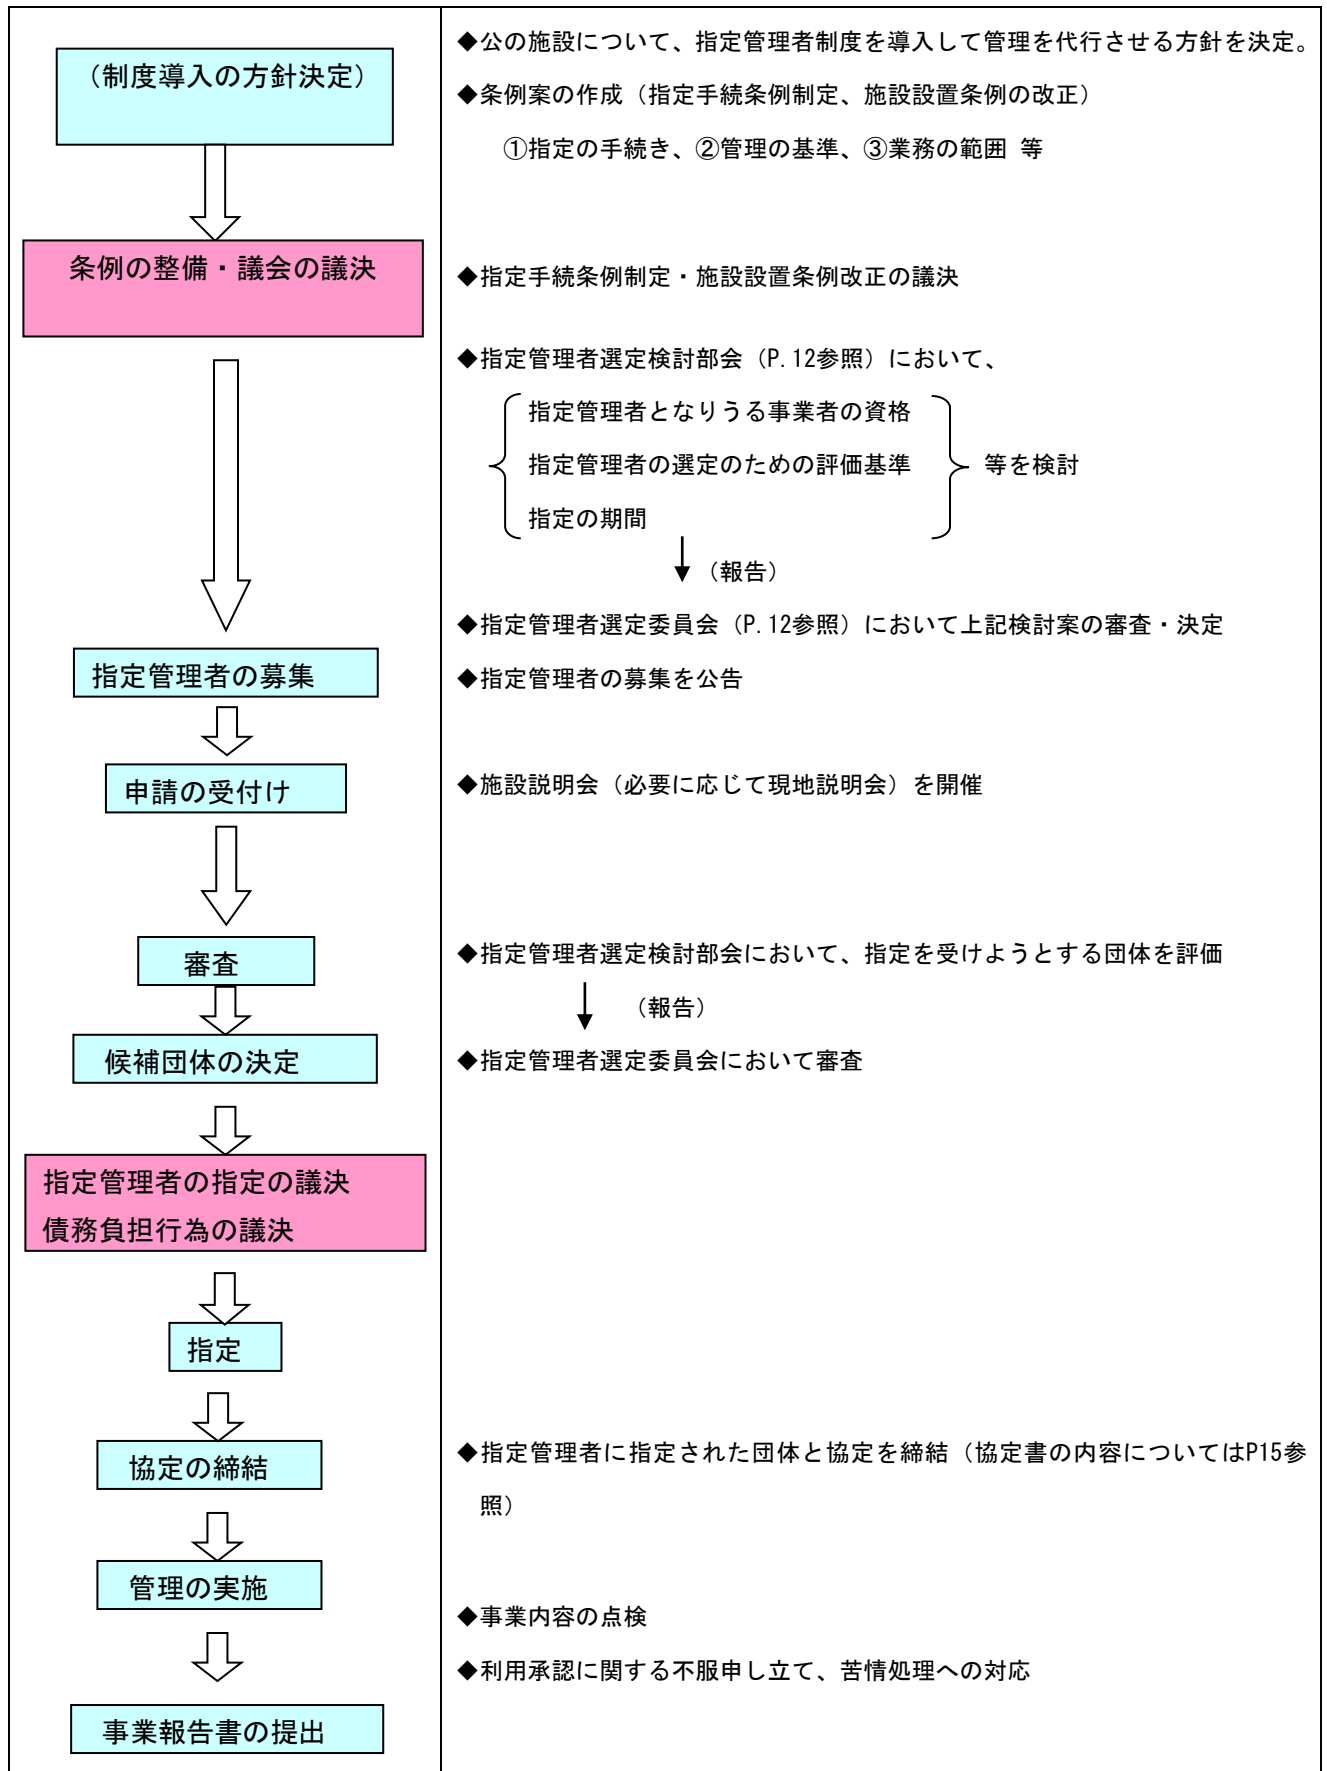 （制度導入の方針決定）
◆公の施設について、指定管理者制度を導入して管理を代行させる方針を決定。
◆条例案の作成（指定手続条例制定、施設設置条例の改正）
①指定の手続き、②管理の基準、③業務の範囲 等
条例の整備・議会の議決
◆指定手続条例制定・施設設置条例改正の議決
◆指定管理者選定検討部会（P.12参照）において、
指定管理者となりうる事業者の資格
指定管理者の選定のための評価基準
等を検討
指定の期間
（報告）
◆指定管理者選定委員会（P.12参照）において上記検討案の審査・決定
指定管理者の募集
◆指定管理者の募集を公告
申請の受付け
◆施設説明会（必要に応じて現地説明会）を開催
審査
◆指定管理者選定検討部会において、指定を受けようとする団体を評価
（報告）
候補団体の決定
◆指定管理者選定委員会において審査
指定管理者の指定の議決
債務負担行為の議決
指定
協定の締結
◆指定管理者に指定された団体と協定を締結（協定書の内容についてはP15参
照）
管理の実施
◆事業内容の点検
◆利用承認に関する不服申し立て、苦情処理への対応
事業報告書の提出